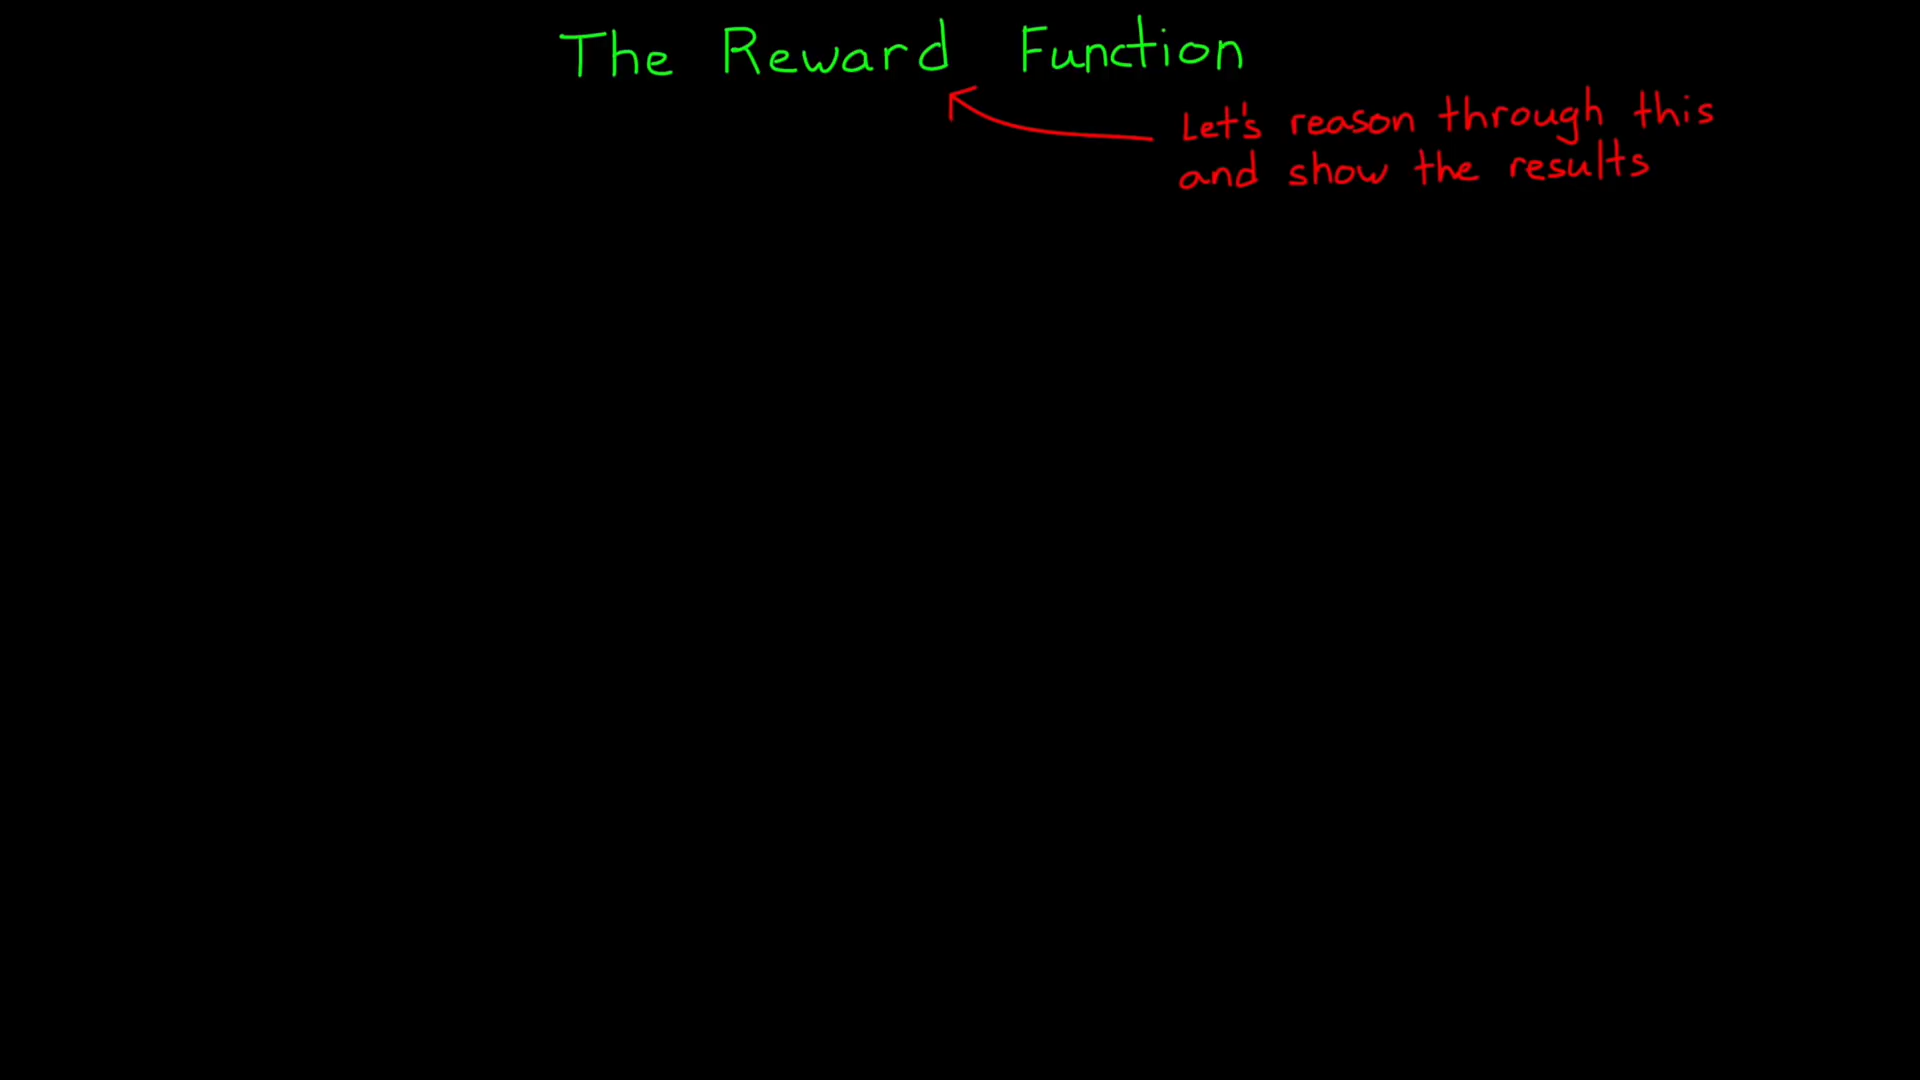 The Reward Function
Let's reason through this
and show the results